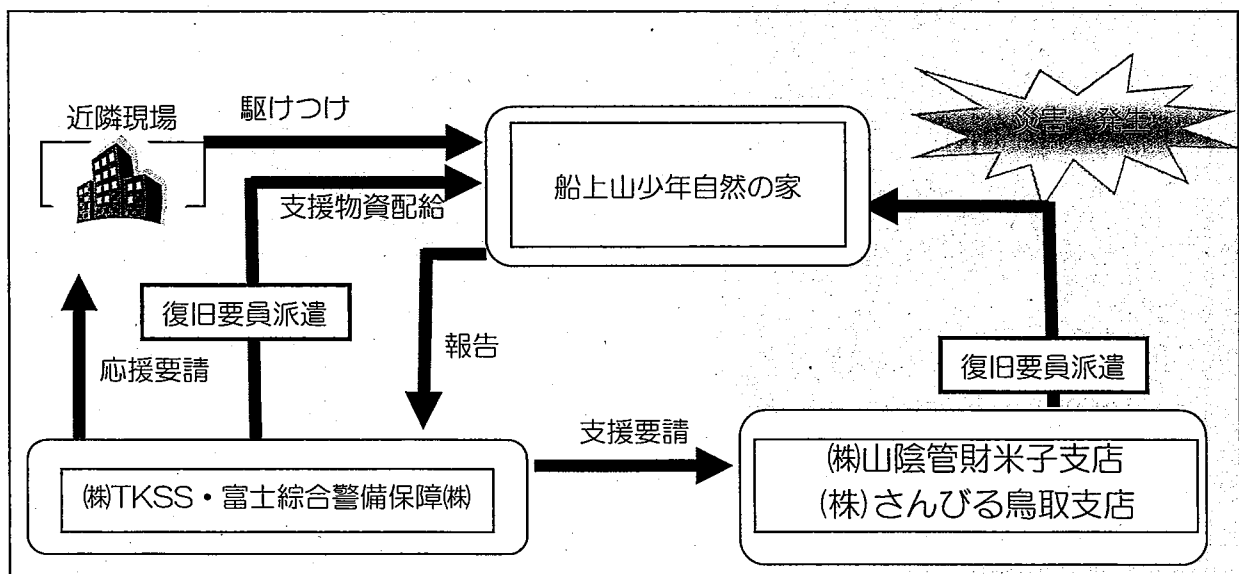 災害 発生
近隣現場
駆けつけ
船上山少年自然の家
支援物資配給
復旧要員派遣
報告
応援要請
復旧要員派遣
支援要請
㈱TKSS・富士綜合警備保障㈱
㈱山陰管財米子支店
(株)さんびる鳥取支店